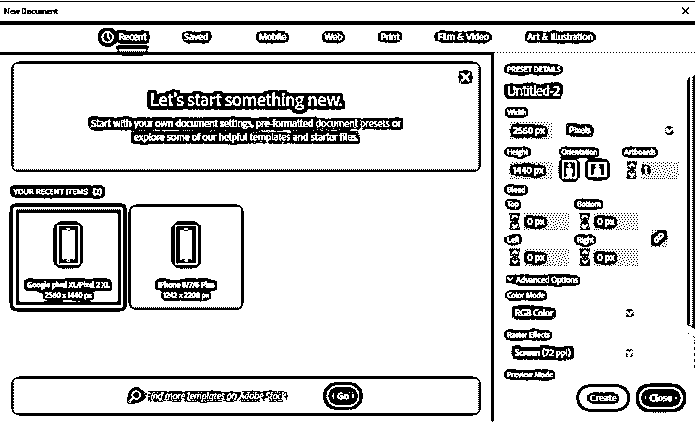 New Document
Recent
Saved
Mobile
Web
Print
Film & Video
Art & Illustration
Let's start something new.
Start with your own document settings, pre-formatted document presets or
explore some of our helpful templates and starter files.
YOUR RECENT ITEMS (2)
Google pixel XL/Pixel 2 XL
2560 x 1440 px
iPhone 8/7/6 Plus
1242 x 2208 px
Find more templates on Adobe Stock
Go
PRESET DETAILS
Untitled-2
Width
2560 px
Pixels
Height
Orientation
Artboards
1440 px
1
Bleed
Top
Bottom
0 px
0 px
Left
Right
0 px
0 px
Advanced Options
Color Mode
RGB Color
Raster Effects
Screen (72 ppi)
Preview Mode
Create
Close